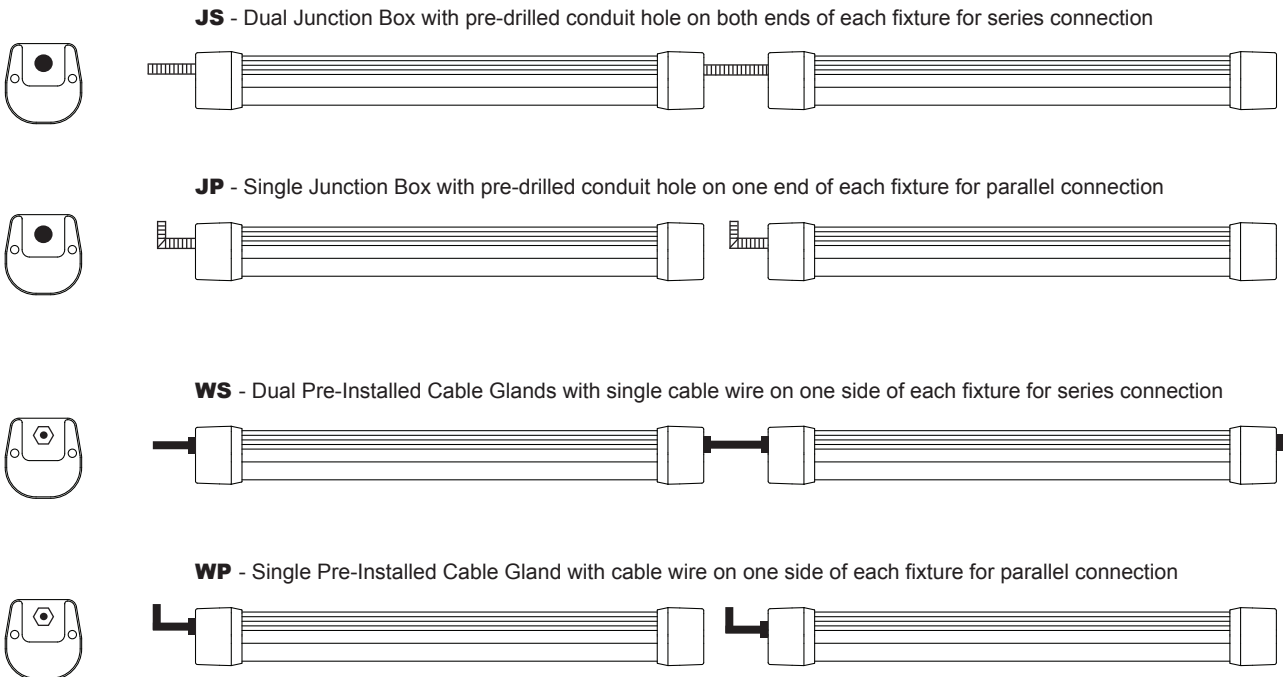 JS - Dual Junction Box with pre-drilled conduit hole on both ends of each fixture for series connection
JP - Single Junction Box with pre-drilled conduit hole on one end of each fixture for parallel connection
WS - Dual Pre-Installed Cable Glands with single cable wire on one side of each fixture for series connection
WP - Single Pre-Installed Cable Gland with cable wire on one side of each fixture for parallel connection